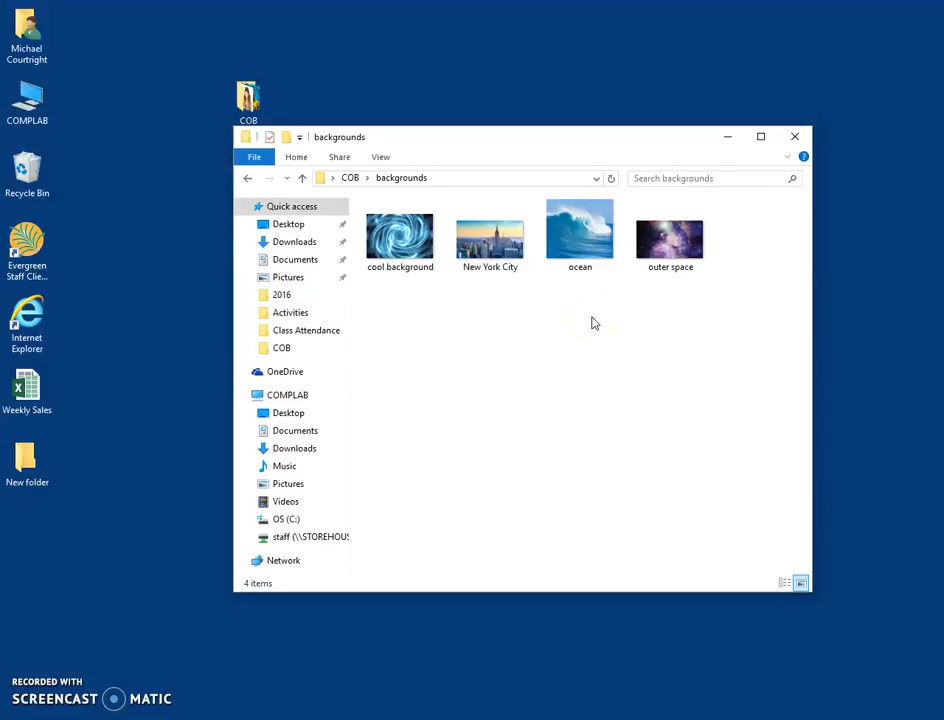 Michael
Courtright
COMPLAB
COB
Recycle Bin
Evergreen
Staff Clie...
Internet
Explorer
Weekly Sales
New folder
backgrounds
File Home Share View
COB backgrounds
Search backgrounds
Quick access
Desktop
Downloads
Documents
Pictures
2016
Activities
Class Attendance
COB
OneDrive
COMPLAB
Desktop
Documents
Downloads
Music
Pictures
Videos
OS (C:)
staff (\\STOREHOUS
Network
cool background
New York City
ocean
outer space
4 items
RECORDED WITH
SCREENCAST MATIC